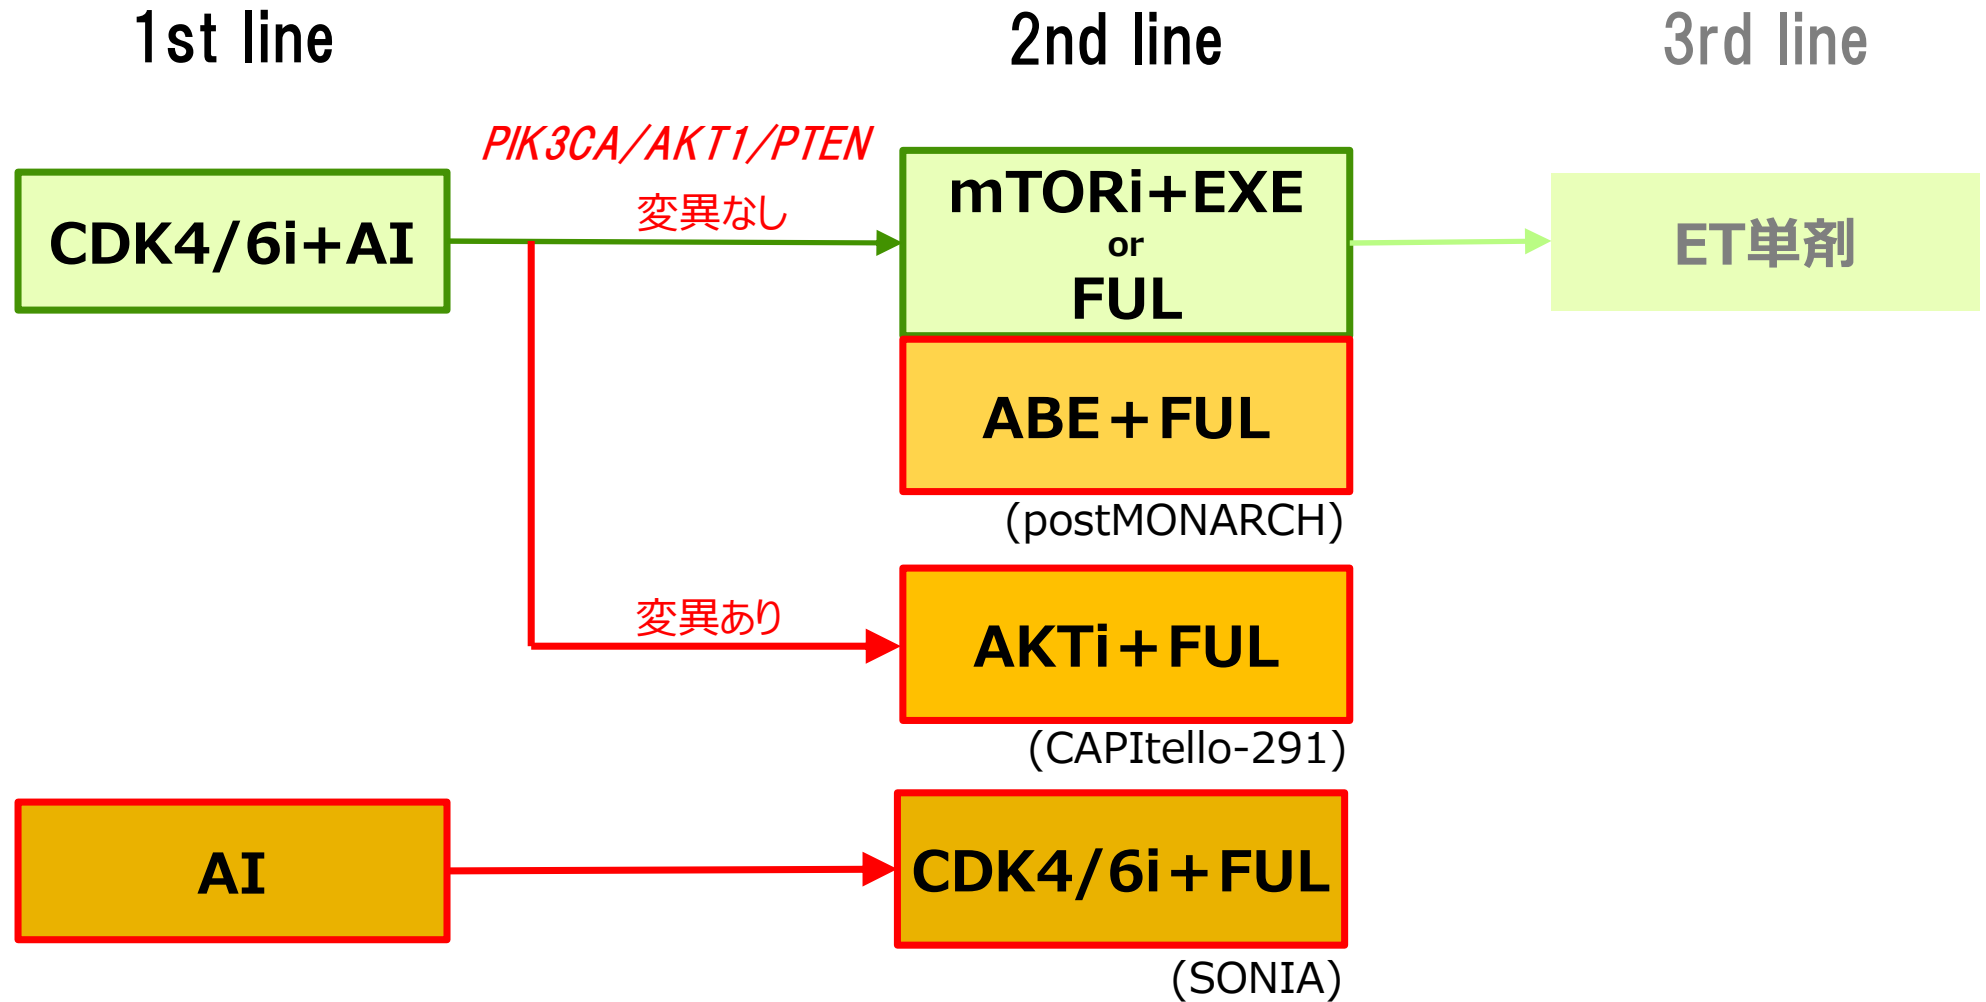 1st line
2nd line
3rd line
PIK3CA/AKT1/PTEN
変異なし
CDK4/6i+AI
mTORi+EXE
or
FUL
ET単剤
ABE+FUL
(postMONARCH)
変異あり
AKTi+FUL
(CAPItello-291)
AI
CDK4/6i+FUL
(SONIA)